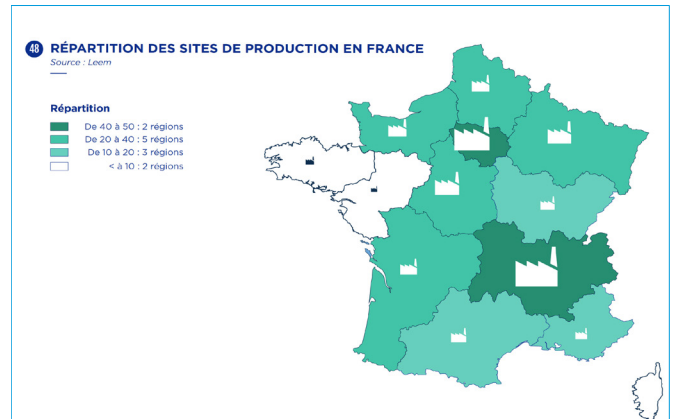 48 RÉPARTITION DES SITES DE PRODUCTION EN FRANCE
Source : Leem
Répartition
De 40 à 50 : 2 régions
De 20 à 40 : 5 régions
De 10 à 20 : 3 régions
< à 10 : 2 régions